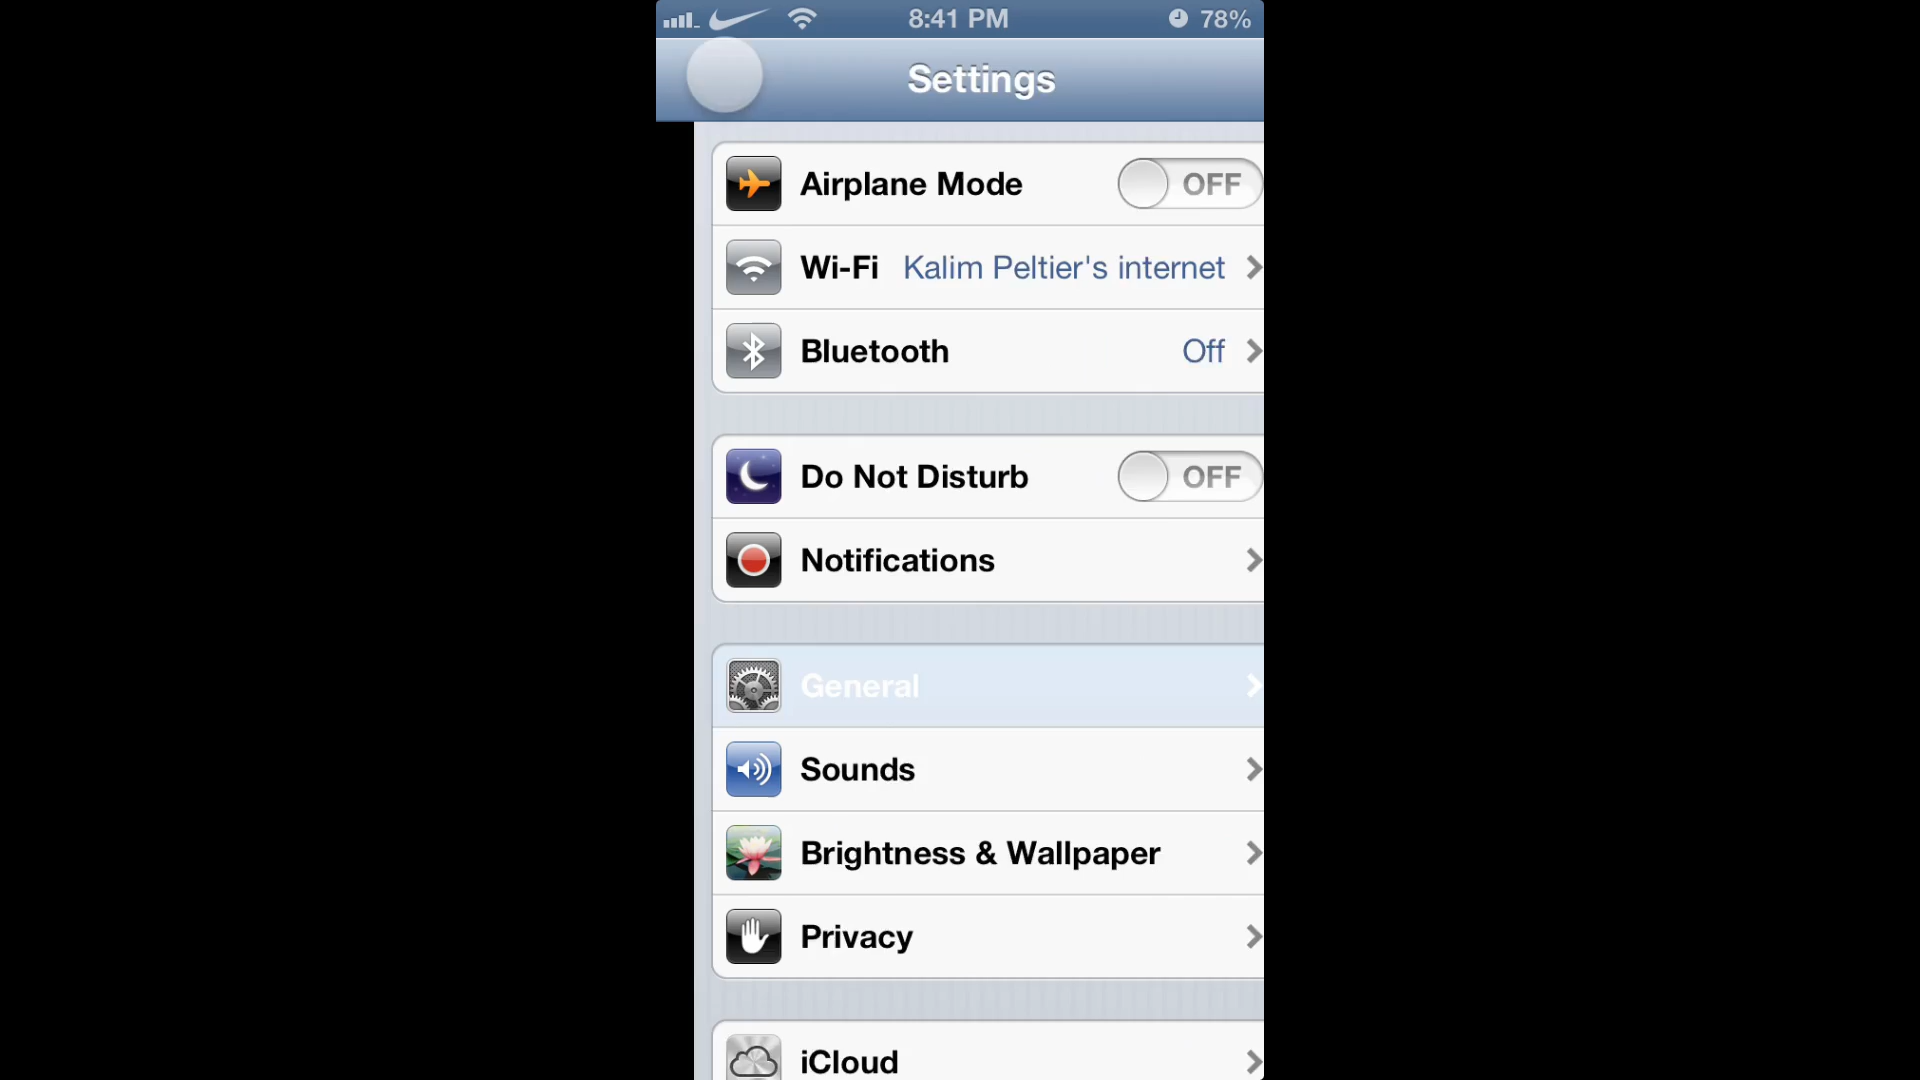 8:41 PM 78%
Settings
Airplane Mode OFF
Wi-Fi Kalim Peltier's internet
Bluetooth Off
Do Not Disturb OFF
Notifications
General
Sounds
Brightness & Wallpaper
Privacy
iCloud